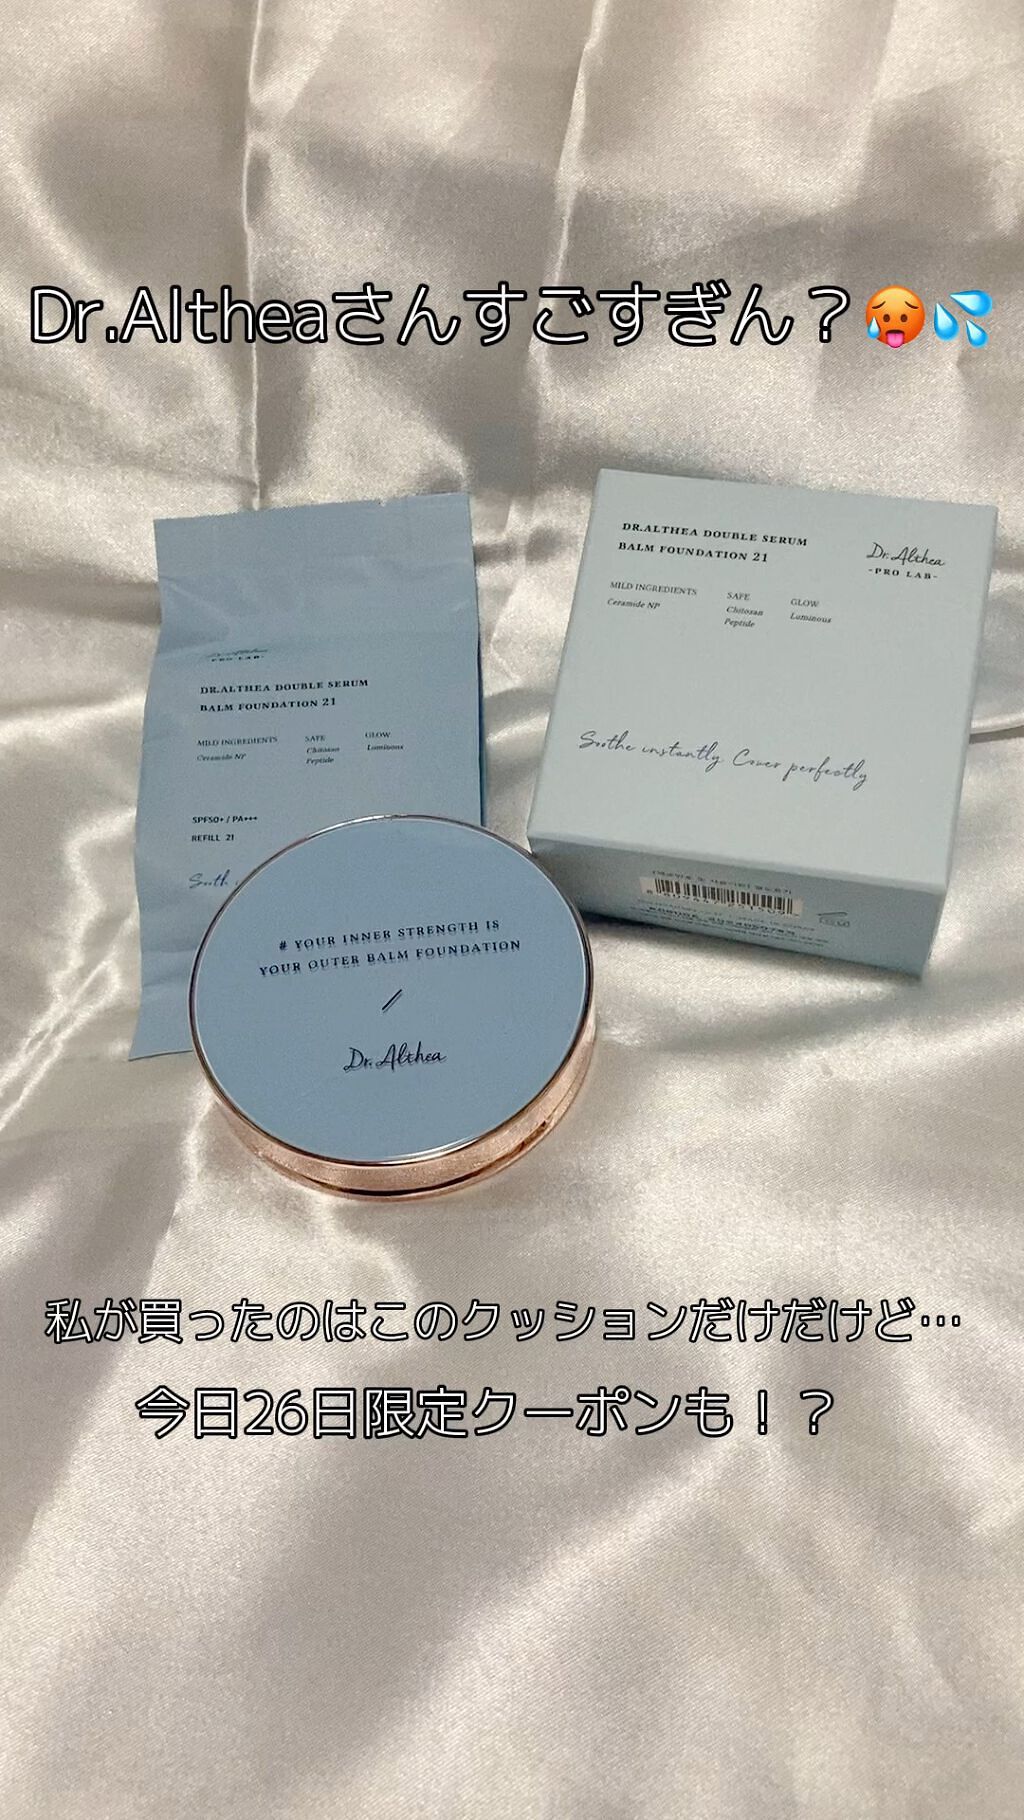 Dr.Altheaさんすごすぎん？🥵💦
DR.ALTHEA DOUBLE SERUM
BALM FOUNDATION 21
Dr.Althea
-PRO LAB-
MILD INGREDIENTS
Ceramide NP
SAFE
Chitosan
Peptide
GLOW
Luminous
Soothe instantly Cover perfectly
PRO LAB-
DR.ALTHEA DOUBLE SERUM
BALM FOUNDATION 21
MILD INGREDIENTS
Ceramide NP
SAFE
Chitosan
Peptide
GLOW
Luminous
SPF50+ / PA+++
REFILL 21
# YOUR INNER STRENGTH IS
YOUR OUTER BALM FOUNDATION
Dr.Althea
私が買ったのはこのクッションだけだけど…
今日26日限定クーポンも！？